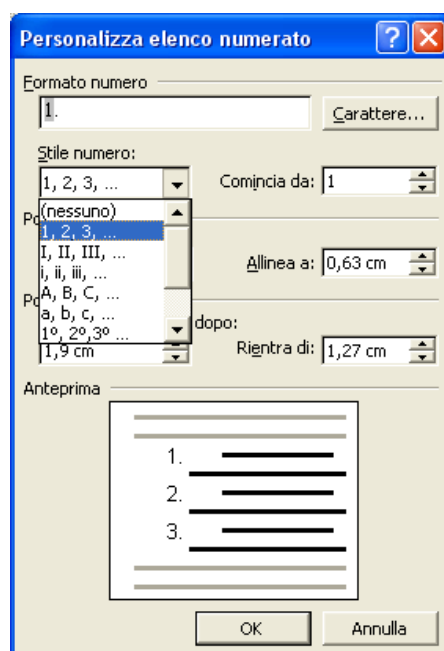 Personalizza elenco numerato
Formato numero
1.
Carattere...
Stile numero:
1, 2, 3, ...
Comincia da: 1
(nessuno)
Po
1, 2, 3, ...
I, II, III, ...
i, ii, iii, ...
Allinea a: 0,63 cm
A, B, C, ...
Po
a, b, c, ...
dopo:
1º, 2º,3º ...
1,9 cm
Rientra di: 1,27 cm
Anteprima
1.
2.
3.
OK
Annulla